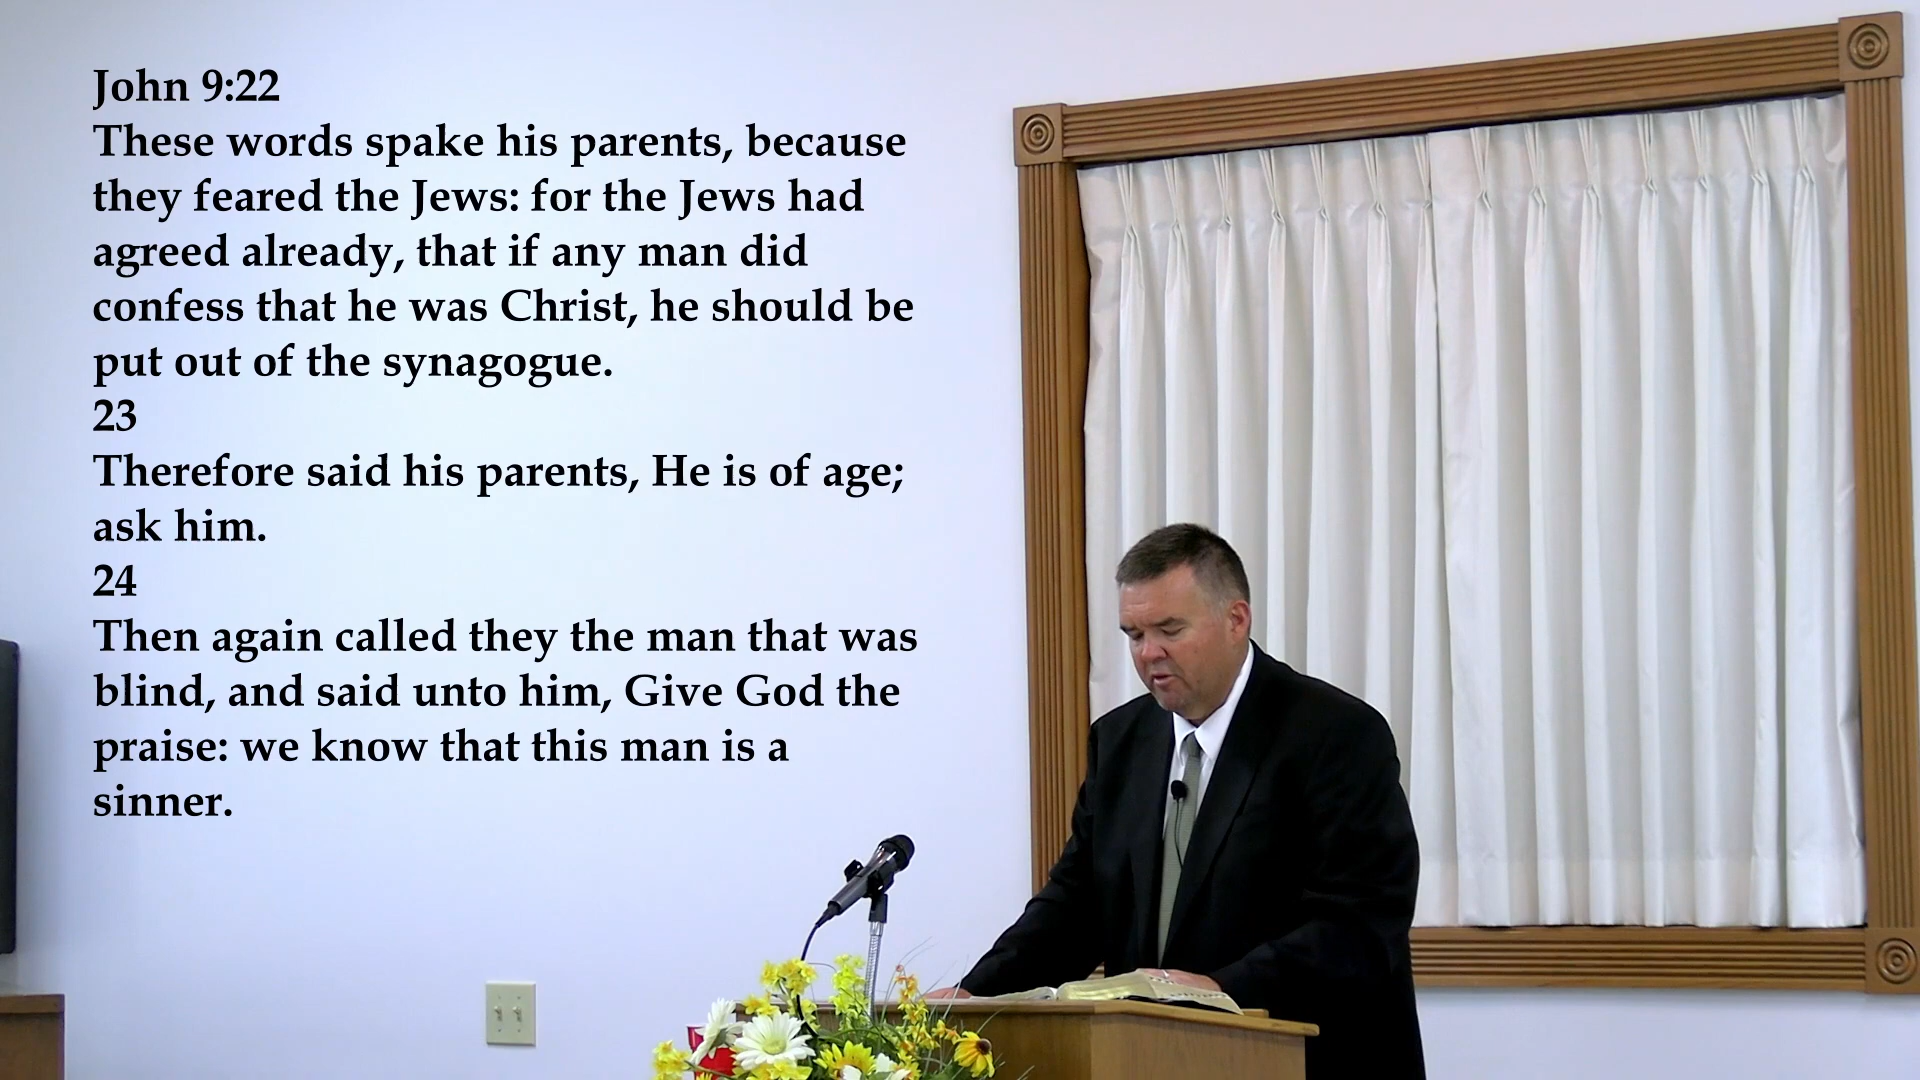 John 9:22
These words spake his parents, because
they feared the Jews: for the Jews had
agreed already, that if any man did
confess that he was Christ, he should be
put out of the synagogue.
23
Therefore said his parents, He is of age;
ask him.
24
Then again called they the man that was
blind, and said unto him, Give God the
praise: we know that this man is a
sinner.